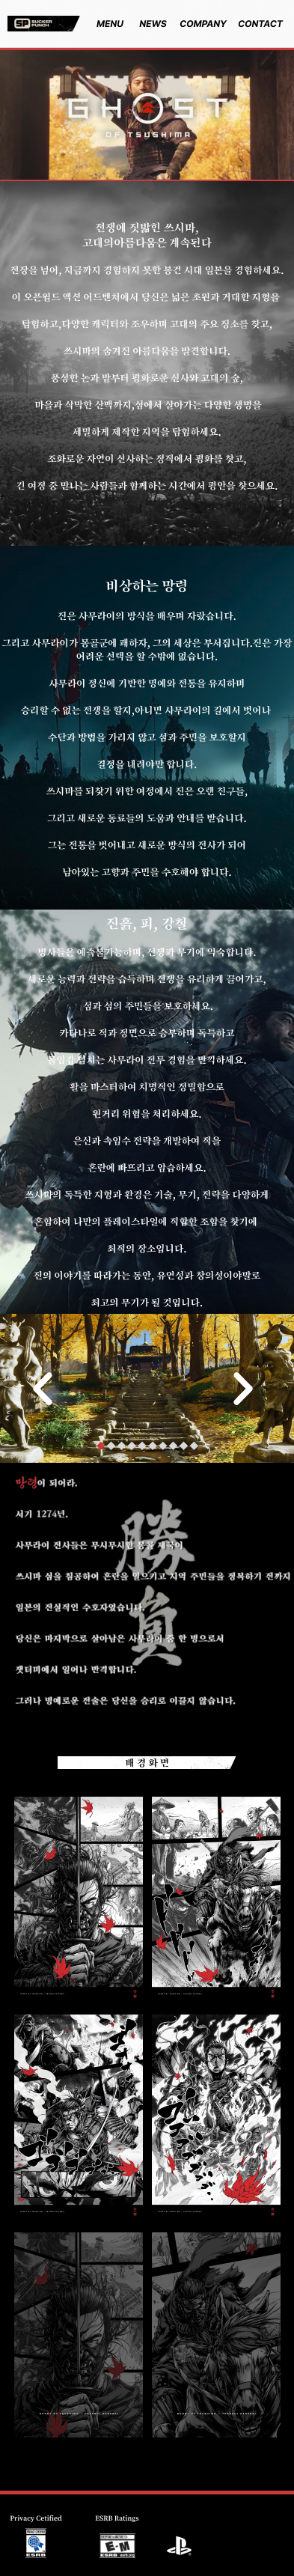 SUCKER
PUNCH
MENU
NEWS
COMPANY
CONTACT
GHOST
OF TSUSHIMA
전쟁에 짓밟힌 쓰시마,
고대의아름다움은 계속된다
전장을 넘어, 지금까지 경험하지 못한 봉건 시대 일본을 경험하세요.
이 오픈월드 액션 어드벤처에서 당신은 넓은 초원과 거대한 지형을
탐험하고,다양한 캐릭터와 조우하며 고대의 주요 장소를 찾고,
쓰시마의 숨겨진 아름다움을 발견합니다.
풍성한 논과 밭부터 평화로운 신사와 고대의 숲,
마을과 삭막한 산맥까지,섬에서 살아가는 다양한 생명을
세밀하게 제작한 지역을 탐험하세요.
조화로운 자연이 선사하는 정적에서 평화를 찾고,
긴 여정 중 만나는 사람들과 함께하는 시간에서 평안을 찾으세요.
비상하는 망령
진은 사무라이의 방식을 배우며 자랐습니다.
그리고 사무라이가 몽골군에 패하자, 그의 세상은 부서집니다.진은 가장
어려운 선택을 할 수밖에 없습니다.
사무라이 정신에 기반한 명예와 전통을 유지하며
승리할 수 없는 전쟁을 할지,아니면 사무라이의 길에서 벗어나
수단과 방법을 가리지 않고 섬과 주민을 보호할지
결정을 내려야만 합니다.
쓰시마를 되찾기 위한 여정에서 진은 오랜 친구들,
그리고 새로운 동료들의 도움과 안내를 받습니다.
그는 전통을 벗어내고 새로운 방식의 전사가 되어
남아있는 고향과 주민을 수호해야 합니다.
진흙, 피, 강철
병사들은 예측불가능하며, 전쟁과 무기에 익숙합니다.
새로운 능력과 전략을 습득하며 전쟁을 유리하게 끌어가고,
섬과 섬의 주민들을 보호하세요.
카타나로 적과 정면으로 승부하며 독특하고
넘치는 사무라이 전투 경험을 만끽하세요.
활을 마스터하여 치명적인 정밀함으로
원거리 위협을 처리하세요.
은신과 속임수 전략을 개발하여 적을
혼란에 빠뜨리고 암습하세요.
쓰시마의 독특한 지형과 환경은 기술, 무기, 전략을 다양하게
혼합하여 나만의 플레이스타일에 적합한 조합을 찾기에
최적의 장소입니다.
진의 이야기를 따라가는 동안, 유연성과 창의성이야말로
최고의 무기가 될 것입니다.
망령이 되어라.
서기 1274년.
사무라이 전사들은 무시무시한 몽골 제국이
쓰시마 섬을 침공하여 혼란을 일으키고 지역 주민들을 정복하기 전까지
일본의 전설적인 수호자였습니다.
당신은 마지막으로 살아남은 사무라이 중 한 명으로서
잿더미에서 일어나 반격합니다.
그러나 명예로운 전술은 당신을 승리로 이끌지 않습니다.
勝
負
배경화면
Privacy Cetified
ESRB Ratings
ESRB
ESRB